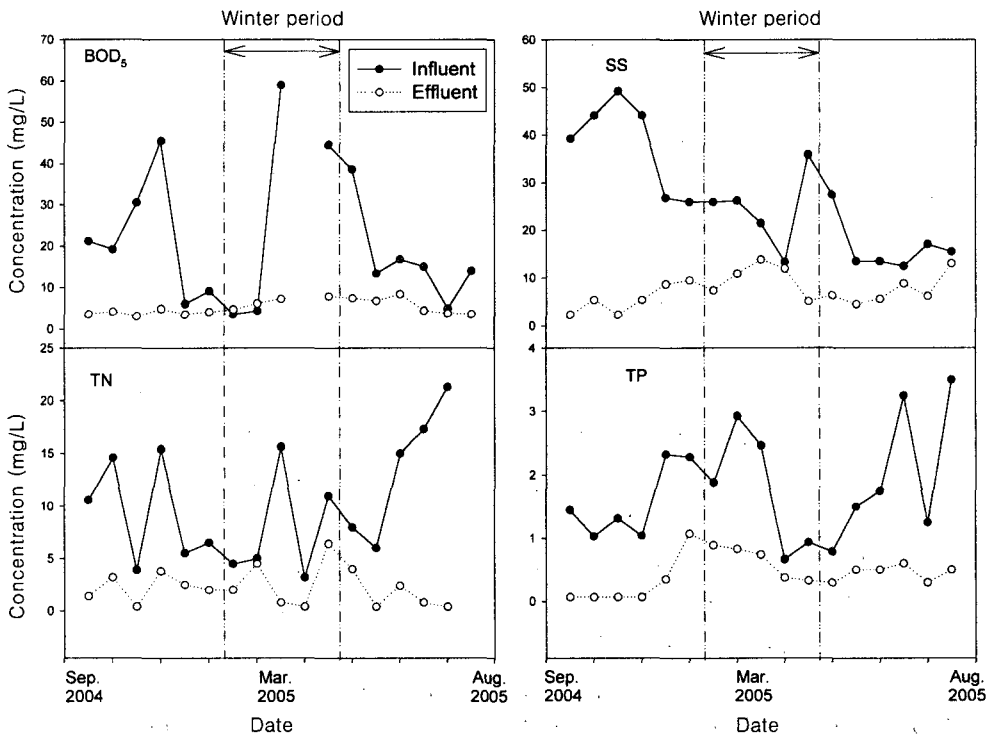 Winter period
Winter period
70
60
50
40
30
20
10
0
Concentration (mg/L)
BOD5
Influent
Effluent
60
50
40
30
20
10
0
Concentration (mg/L)
SS
25
20
15
10
5
0
Concentration (mg/L)
TN
4
3
2
1
0
TP
Sep.
2004
Mar.
2005
Aug.
2005
Date
Sep.
2004
Mar.
2005
Aug.
2005
Date